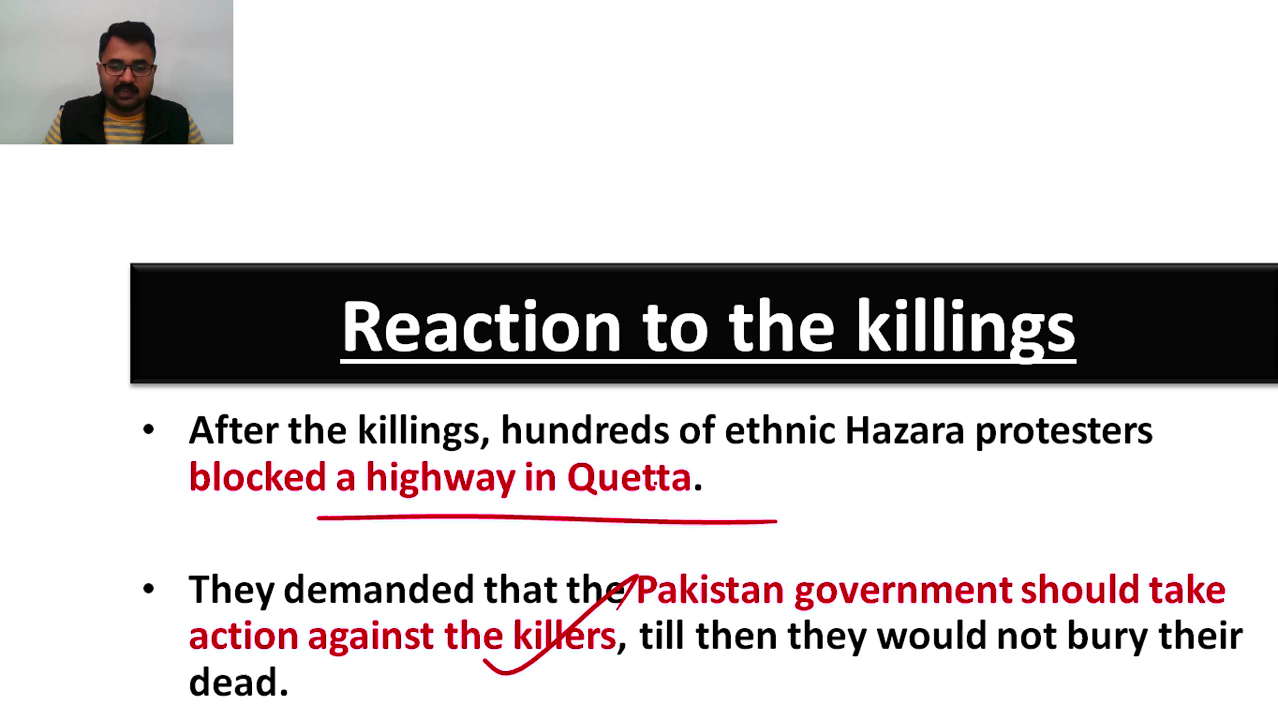 Reaction to the killings
• After the killings, hundreds of ethnic Hazara protesters
blocked a highway in Quetta.
• They demanded that the Pakistan government should take
action against the killers, till then they would not bury their
dead.